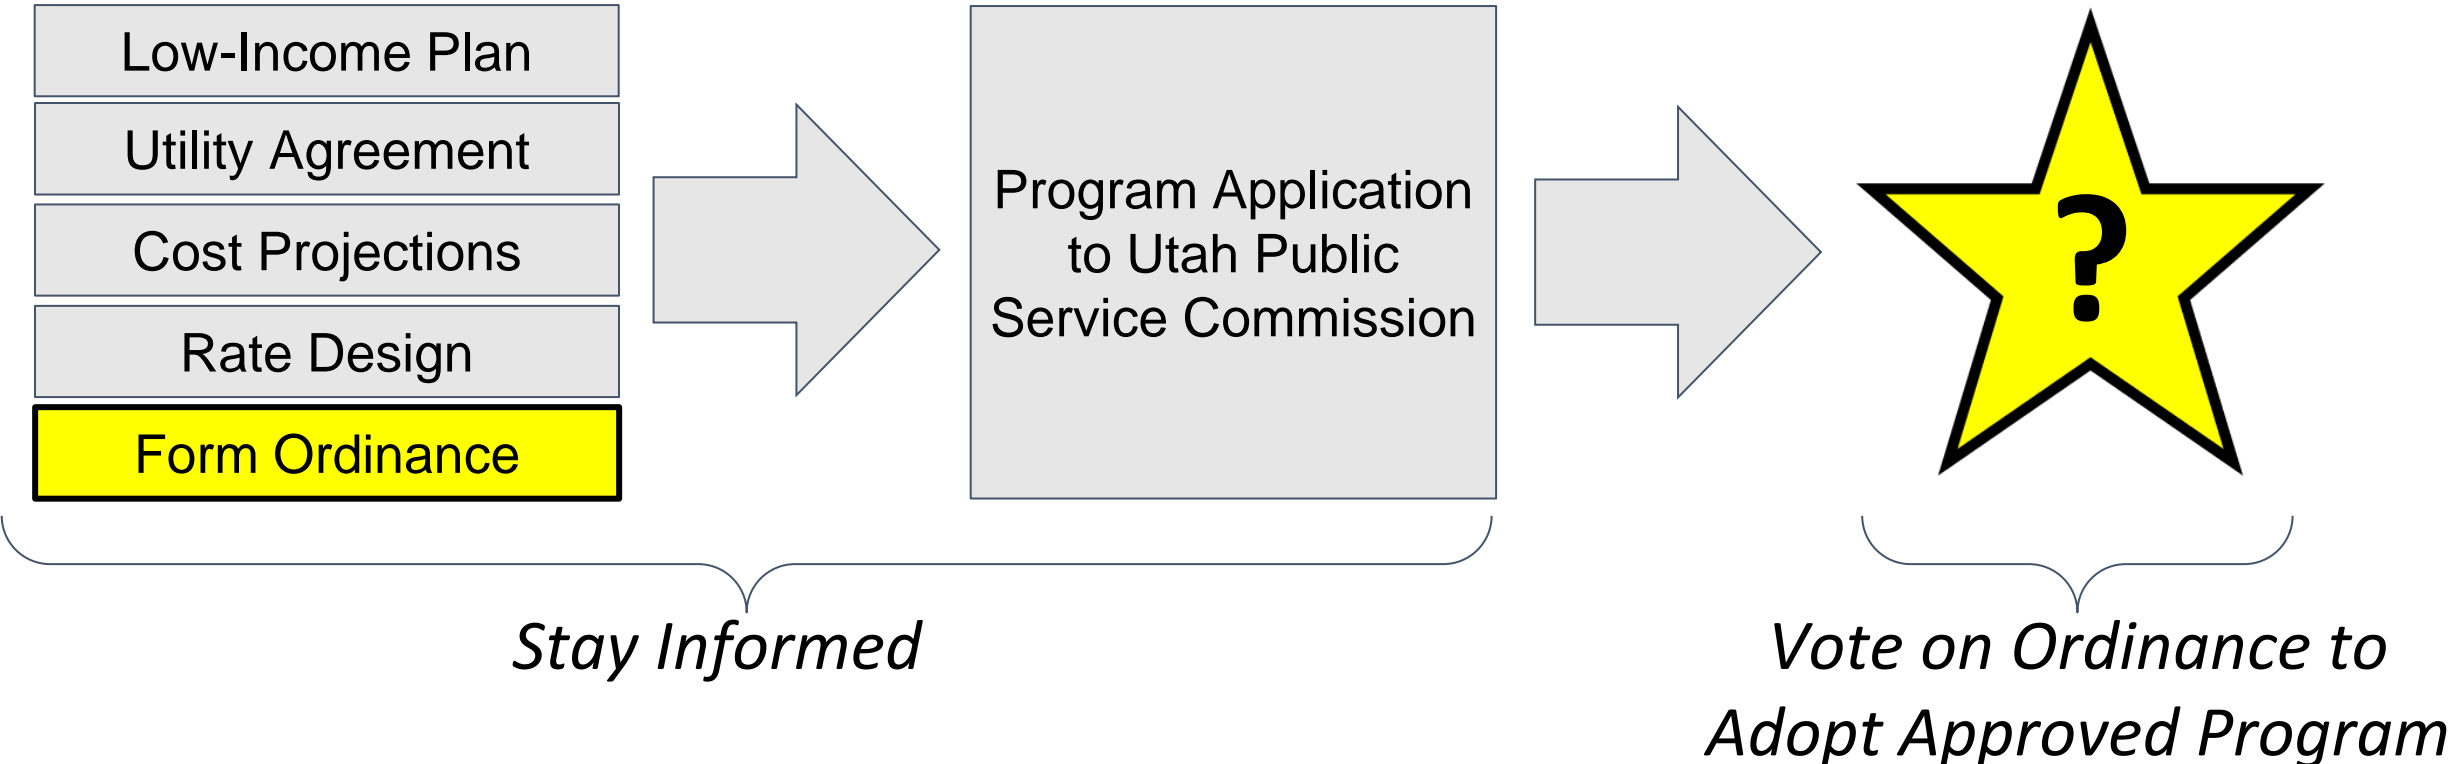 Low-Income Plan
Utility Agreement
Cost Projections
Rate Design
Form Ordinance
Program Application
to Utah Public
Service Commission
?
Stay Informed
Vote on Ordinance to
Adopt Approved Program